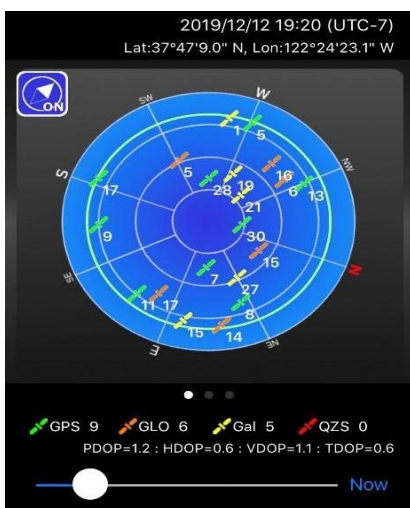 2019/12/12 19:20 (UTC-7)
Lat:37°47'9.0" N, Lon:122°24'23.1" W
ON
SW
W
1
5
S
5
16
NW
17
28
19
6
13
21
9
30
15
N
SE
7
27
11
17
8
15
14
E
NE
GPS 9
GLO 6
Gal 5
QZS 0
PDOP=1.2 : HDOP=0.6 : VDOP=1.1 : TDOP=0.6
Now